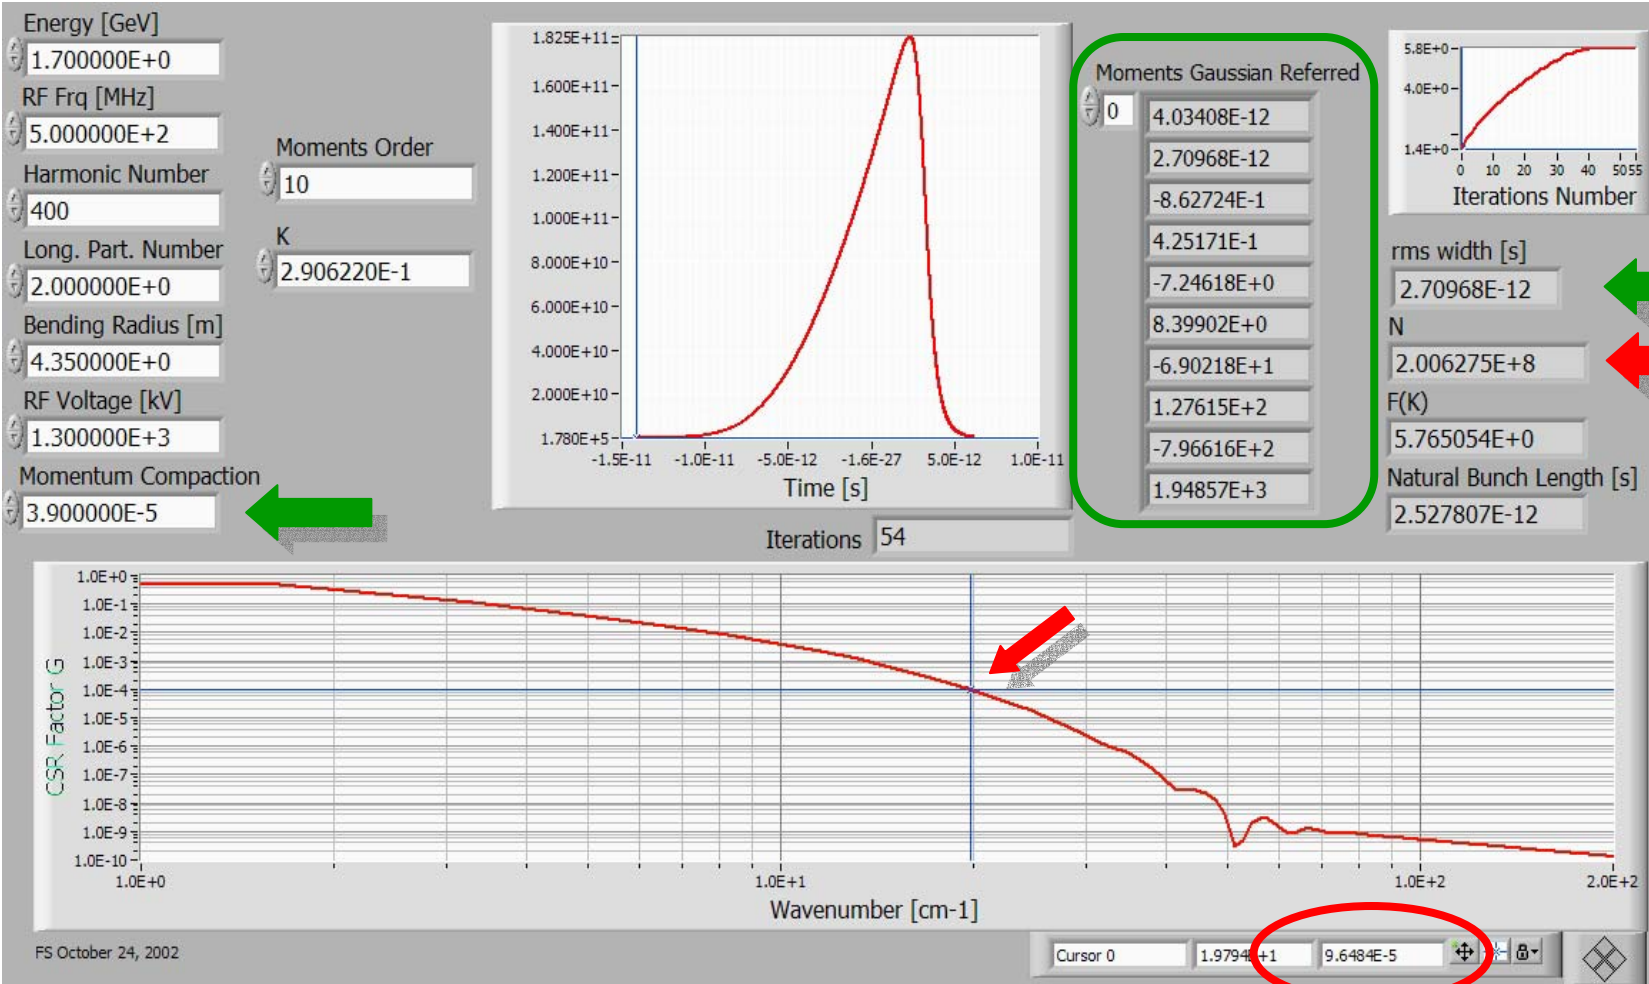 Energy [GeV]
1.700000E+0
RF Frq [MHz]
5.000000E+2
Harmonic Number
400
Long. Part. Number
2.000000E+0
Bending Radius [m]
4.350000E+0
RF Voltage [kV]
1.300000E+3
Momentum Compaction
3.900000E-5
Moments Order
10
K
2.906220E-1
1.825E+11
1.600E+11
1.400E+11
1.200E+11
1.000E+11
8.000E+10
6.000E+10
4.000E+10
2.000E+10
1.780E+5
-1.5E-11 -1.0E-11 -5.0E-12 -1.6E-27 5.0E-12 1.0E-11
Time [s]
Iterations 54
Moments Gaussian Referred
0
4.03408E-12
2.70968E-12
-8.62724E-1
4.25171E-1
-7.24618E+0
8.39902E+0
-6.90218E+1
1.27615E+2
-7.96616E+2
1.94857E+3
5.8E+0
4.0E+0
1.4E+0
0 10 20 30 40 50 55
Iterations Number
rms width [s]
2.70968E-12
N
2.006275E+8
F(K)
5.765054E+0
Natural Bunch Length [s]
2.527807E-12
CSR Factor G
1.0E+0
1.0E-1
1.0E-2
1.0E-3
1.0E-4
1.0E-5
1.0E-6
1.0E-7
1.0E-8
1.0E-9
1.0E-10
1.0E+0 1.0E+1 1.0E+2 2.0E+2
Wavenumber [cm-1]
FS October 24, 2002
Cursor 0 1.9794E+1 9.6484E-5